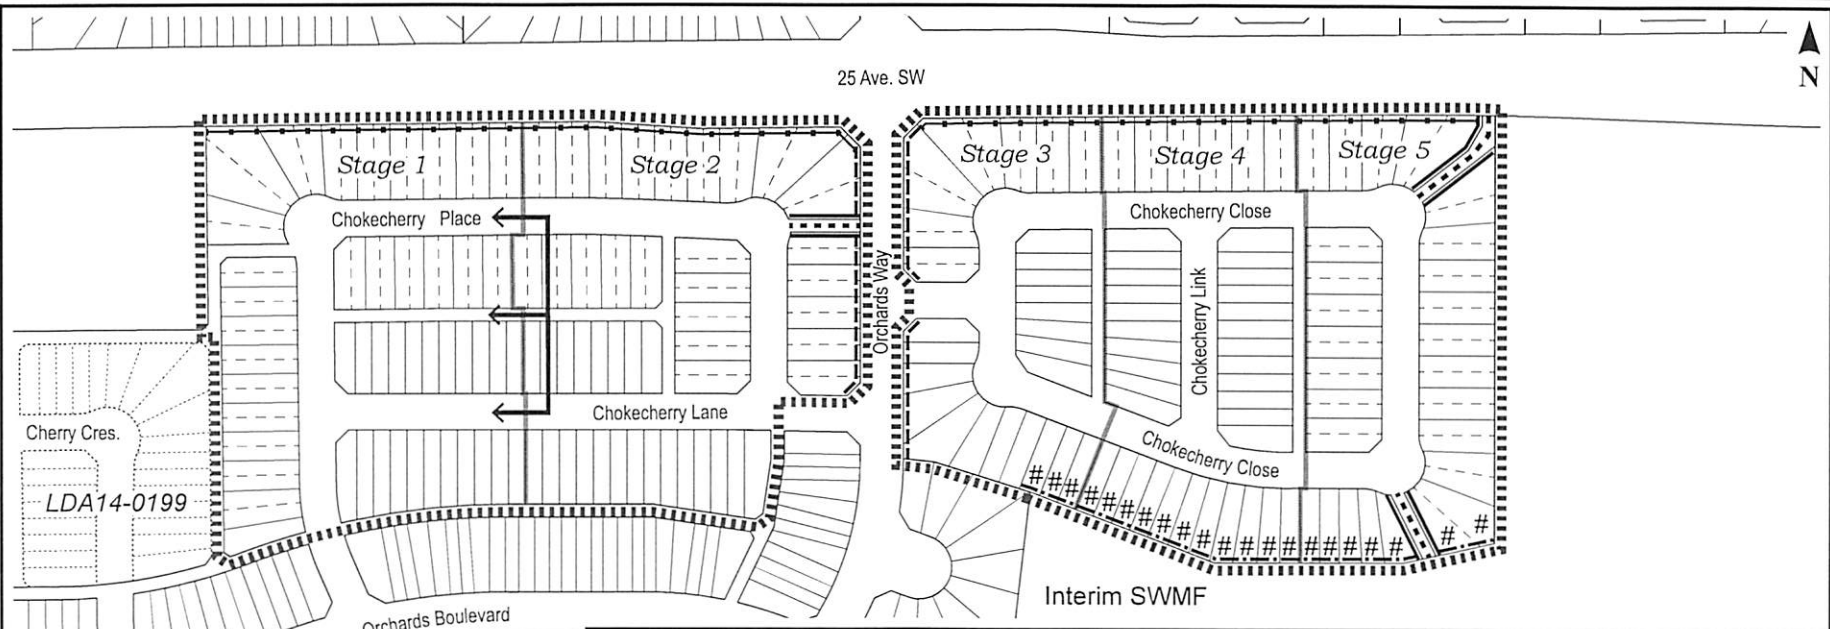 25 Ave. SW
N
Stage 1
Stage 2
Stage 3
Stage 4
Stage 5
Chokecherry Place
Chokecherry Close
Orchards Way
Chokecherry Link
Chokecherry Lane
Cherry Cres.
Chokecherry Close
LDA14-0199
# # # # # # # # # # # # # # # # # # # # #
Interim SWMF
Orchards Boulevard